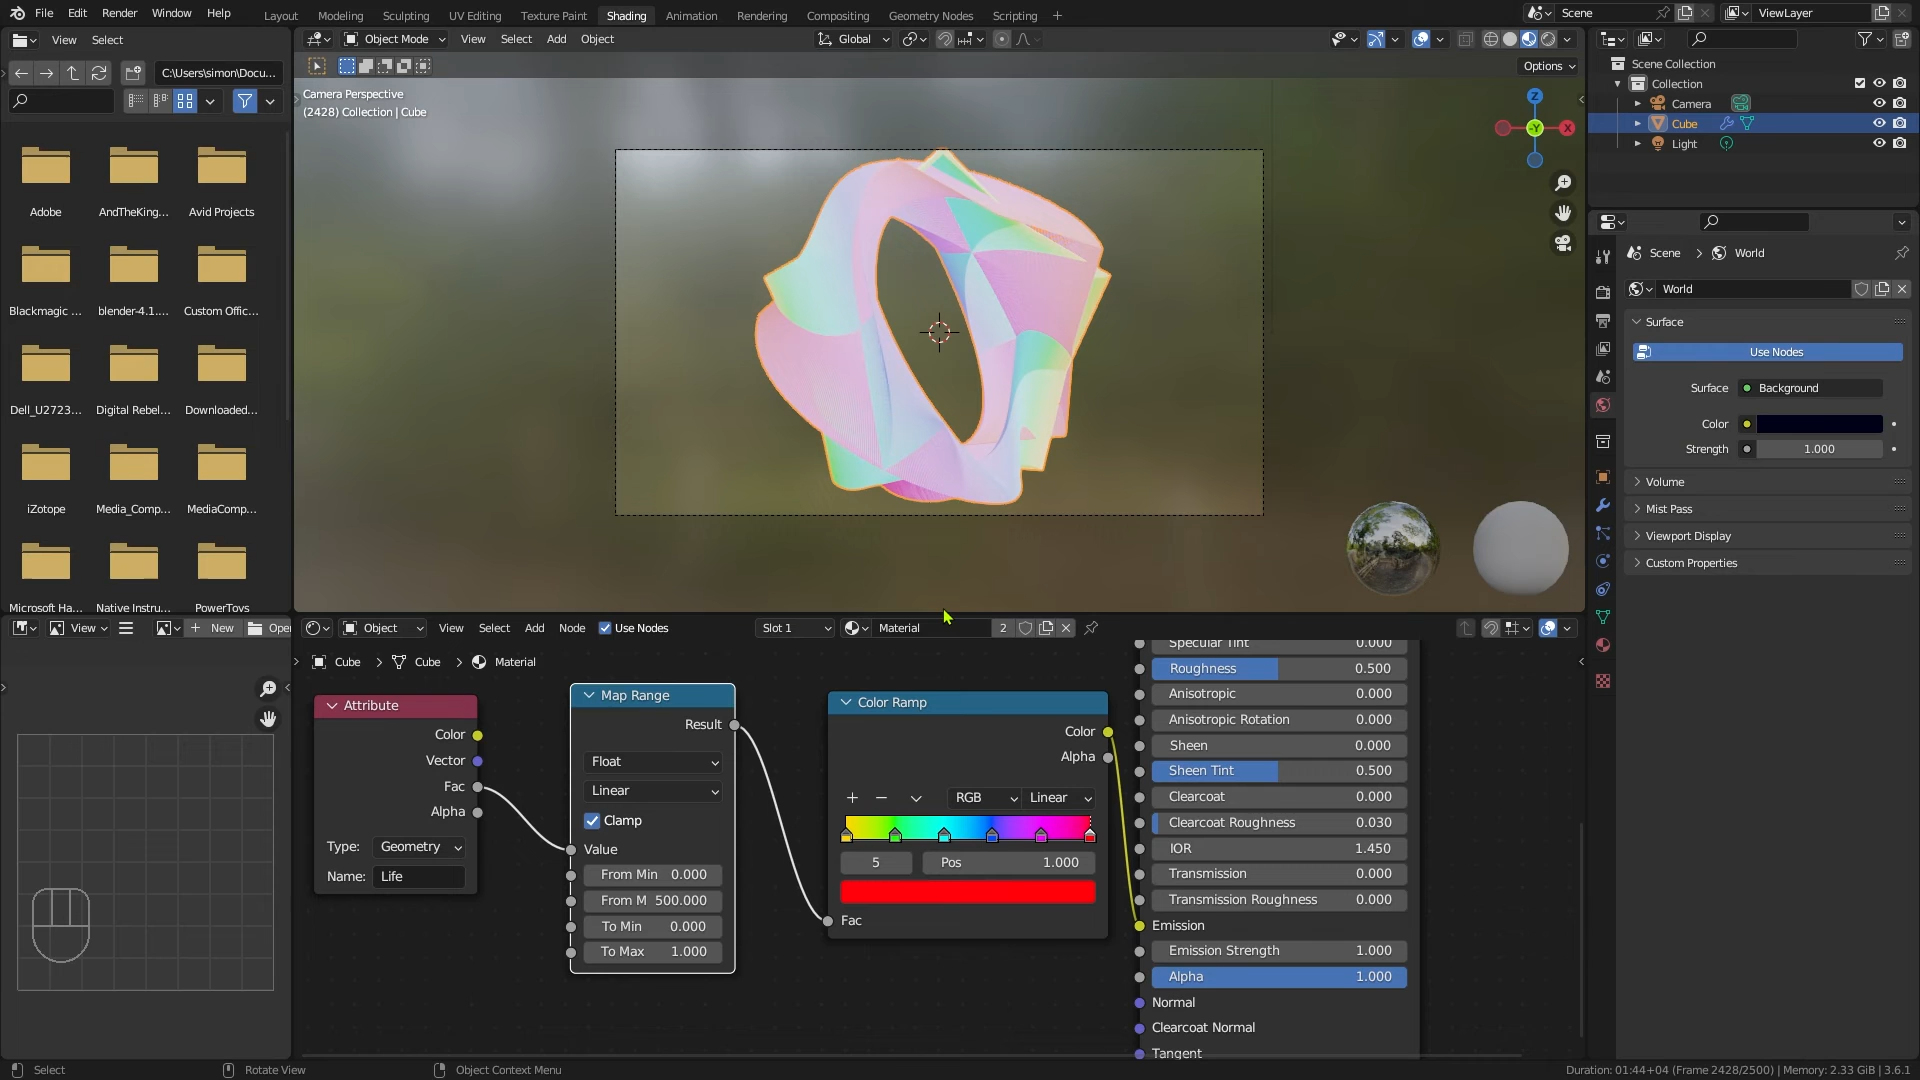 File Edit Render Window Help Layout Modeling Sculpting UV Editing Texture Paint Shading Animation Rendering Compositing Geometry Nodes Scripting + Scene ViewLayer
View Select Object Mode View Select Add Object Global
C:\Users\simon\Docu... Options
Camera Perspective
(2428) Collection | Cube
Z
X
-Y
Scene Collection
Collection
Camera
Cube
Light
Adobe AndTheKing... Avid Projects
Blackmagic ... blender-4.1.... Custom Offic...
Dell_U2723... Digital Rebel... Downloaded...
iZotope Media_Comp... MediaComp...
Microsoft Ha... Native Instru... PowerToys
Scene > World
World
Surface
Use Nodes
Surface Background
Color
Strength 1.000
Volume
Mist Pass
Viewport Display
Custom Properties
View + New Open
Object View Select Add Node Use Nodes Slot 1 Material 2
Cube > Cube > Material
Attribute
Color
Vector
Fac
Alpha
Type: Geometry
Name: Life
Map Range
Result
Float
Linear
Clamp
Value
From Min 0.000
From M 500.000
To Min 0.000
To Max 1.000
Color Ramp
Color
Alpha
+ − RGB Linear
5 Pos 1.000
Fac
Specular Tint 0.000
Roughness 0.500
Anisotropic 0.000
Anisotropic Rotation 0.000
Sheen 0.000
Sheen Tint 0.500
Clearcoat 0.000
Clearcoat Roughness 0.030
IOR 1.450
Transmission 0.000
Transmission Roughness 0.000
Emission
Emission Strength 1.000
Alpha 1.000
Normal
Clearcoat Normal
Tangent
Select Rotate View Object Context Menu Duration: 01:44+04 (Frame 2428/2500) | Memory: 2.33 GiB | 3.6.1